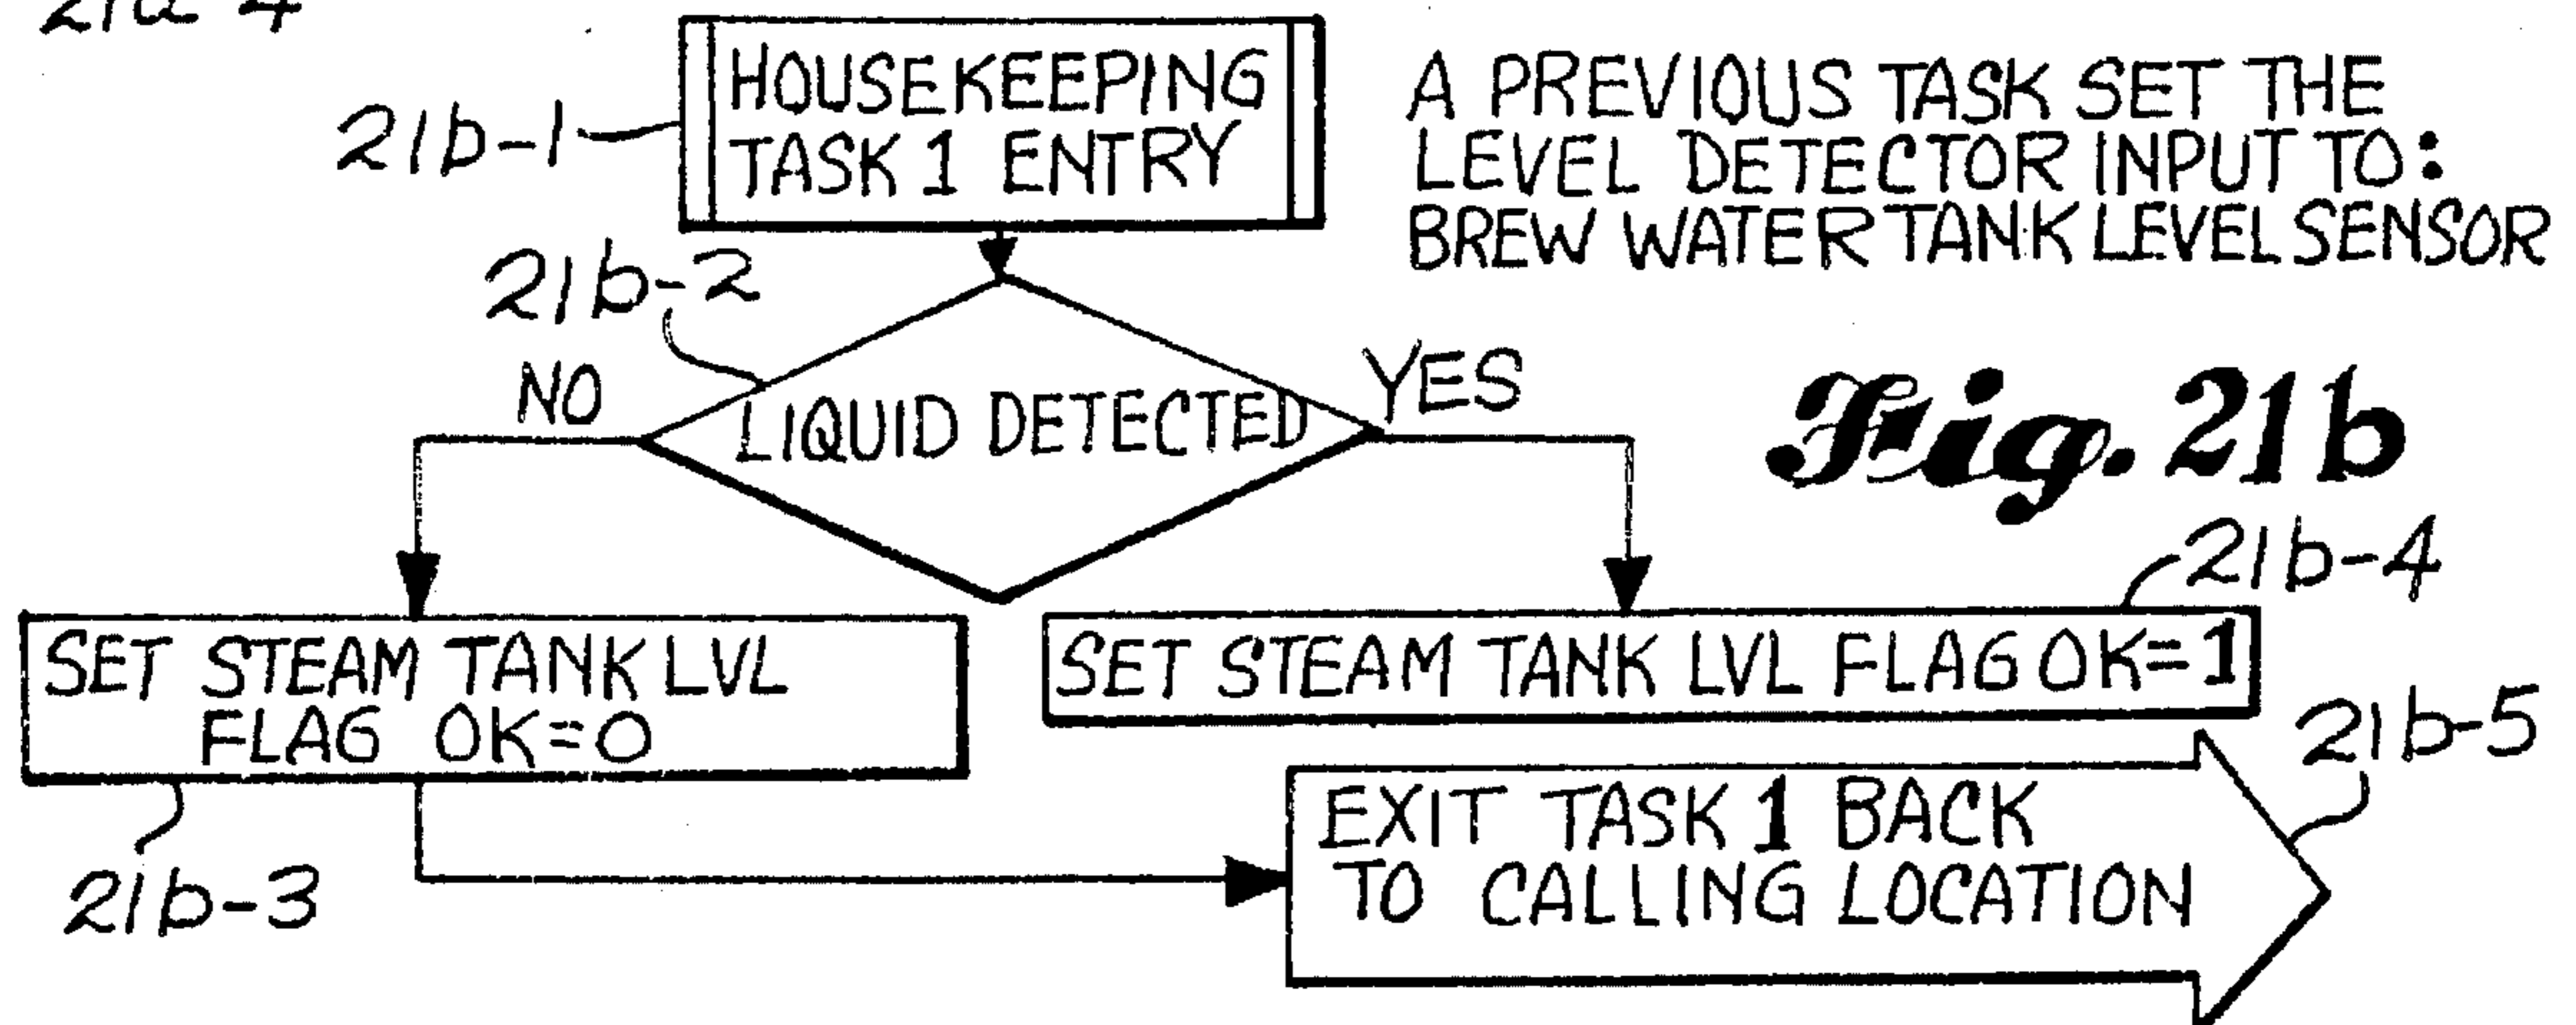 HOUSEKEEPING
TASK 1 ENTRY
21b-1
A PREVIOUS TASK SET THE
LEVEL DETECTOR INPUT TO:
BREW WATER TANK LEVEL SENSOR
21b-2
NO
LIQUID DETECTED
YES
Fig. 21b
21b-4
SET STEAM TANK LVL
FLAG OK=0
SET STEAM TANK LVL FLAG OK=1
21b-5
EXIT TASK 1 BACK
TO CALLING LOCATION
21b-3